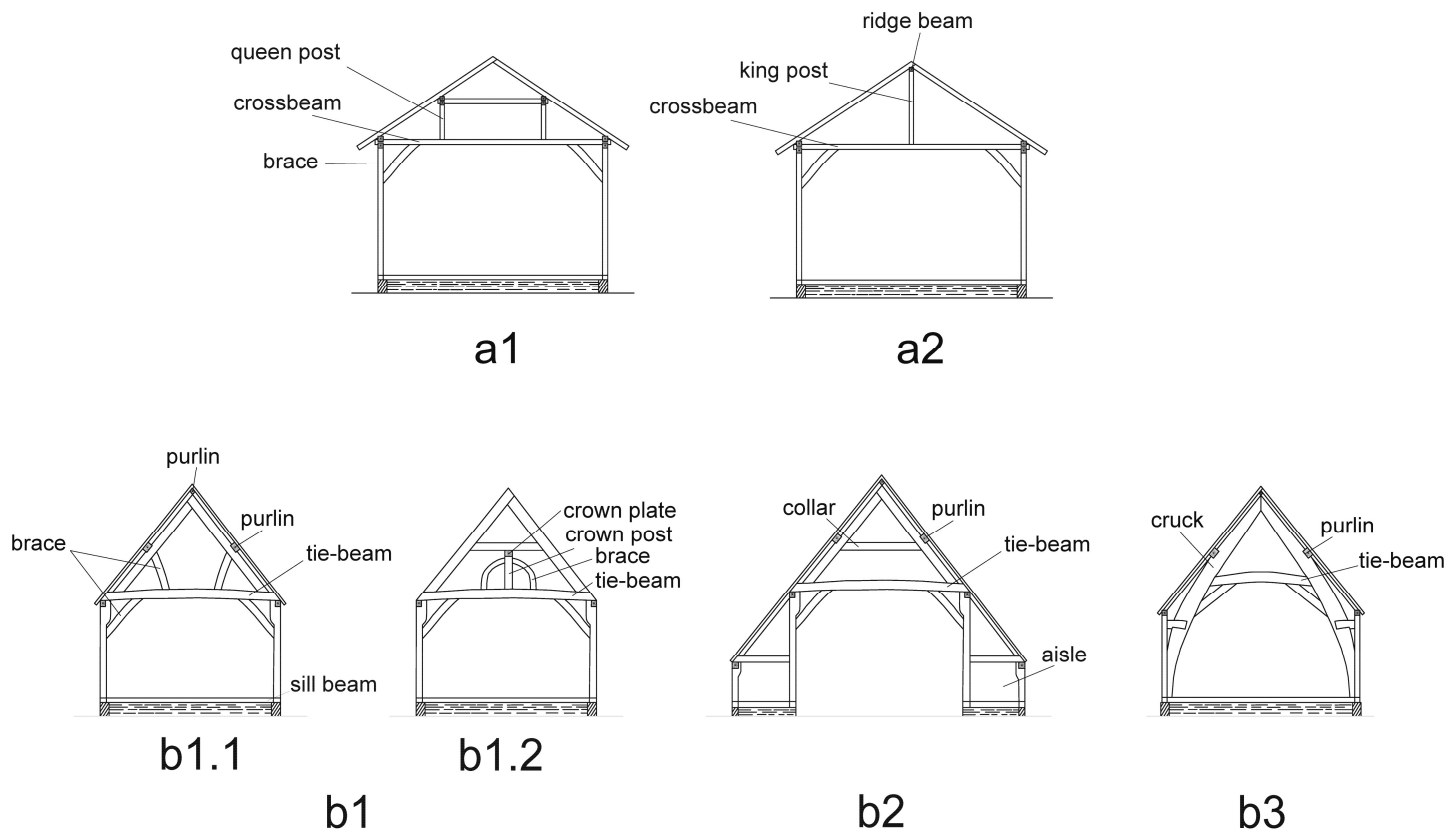 queen post
crossbeam
brace
a1
ridge beam
king post
crossbeam
a2
purlin
purlin
brace
tie-beam
sill beam
b1.1
crown plate
crown post
brace
tie-beam
b1.2
b1
collar
purlin
tie-beam
aisle
b2
cruck
purlin
tie-beam
b3